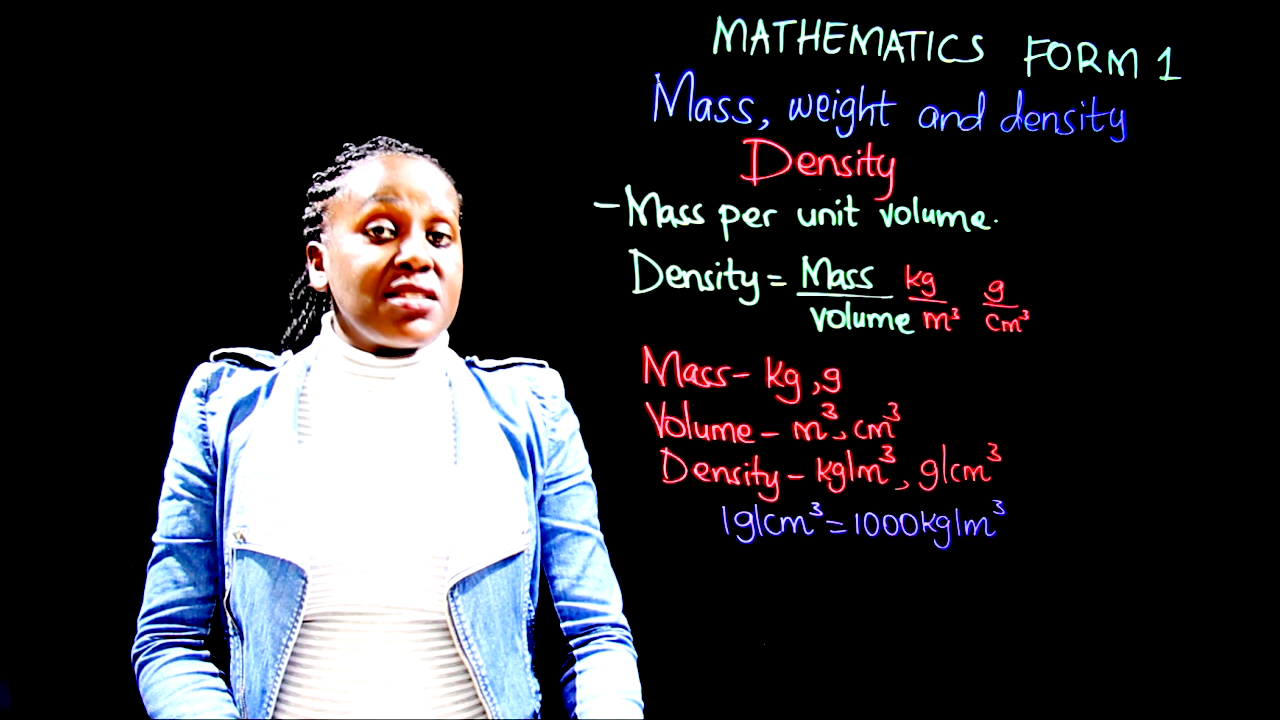 MATHEMATICS FORM 1
Mass, weight and density
Density
- Mass per unit volume.
Density = Mass/volume kg/m³ g/cm³
Mass - kg, g
Volume - m³, cm³
Density - kg/m³, g/cm³
1g/cm³ = 1000kg/m³